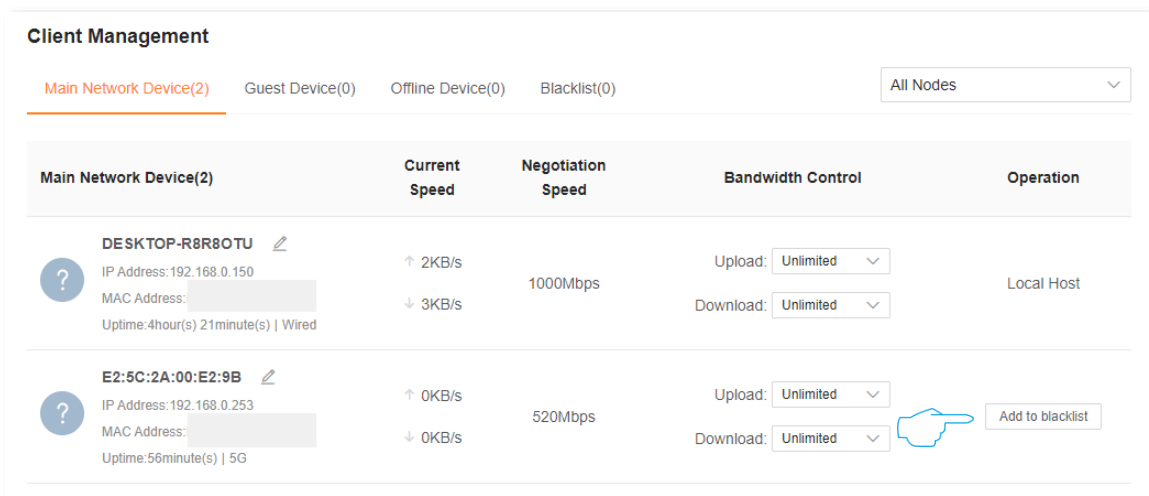 Client Management
Main Network Device(2) Guest Device(0) Offline Device(0) Blacklist(0) All Nodes
Main Network Device(2) Current Speed Negotiation Speed Bandwidth Control Operation
DESKTOP-R8R8OTU
IP Address:192.168.0.150
MAC Address:
Uptime:4hour(s) 21minute(s) | Wired
2KB/s
3KB/s
1000Mbps
Upload: Unlimited
Download: Unlimited
Local Host
E2:5C:2A:00:E2:9B
IP Address:192.168.0.253
MAC Address:
Uptime:56minute(s) | 5G
0KB/s
0KB/s
520Mbps
Upload: Unlimited
Download: Unlimited
Add to blacklist